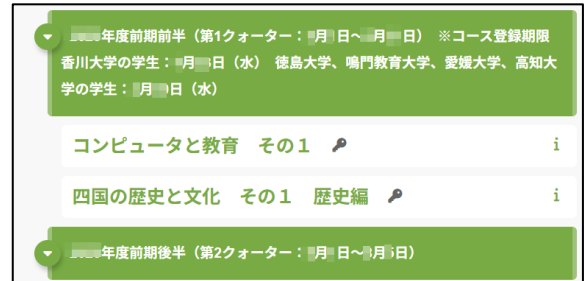 年度前期前半（第1クォーター： 月 日～ 月 日） ※コース登録期限
香川大学の学生： 月 日（水） 徳島大学、鳴門教育大学、愛媛大学、高知大
学の学生： 月 日（水）
コンピュータと教育 その１
i
四国の歴史と文化 その１ 歴史編
i
年度前期後半（第2クォーター： 月 日～ 月 日）